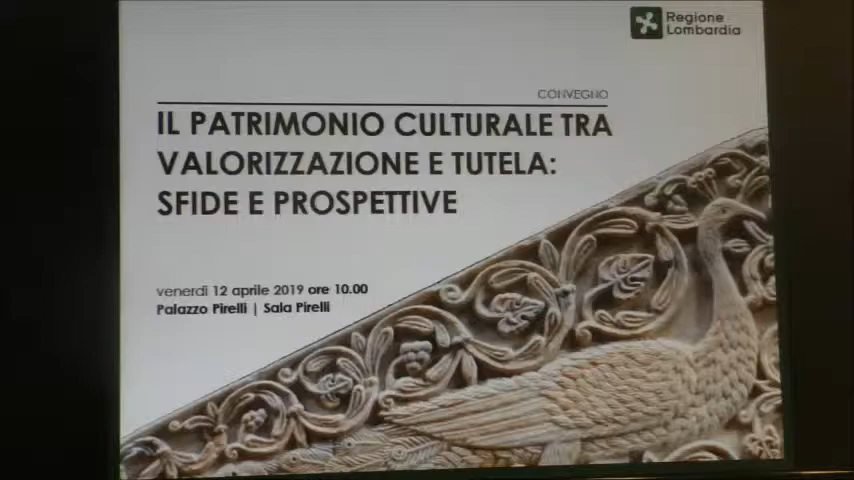 Regione
Lombardia
CONVEGNO
IL PATRIMONIO CULTURALE TRA
VALORIZZAZIONE E TUTELA:
SFIDE E PROSPETTIVE
venerdì 12 aprile 2019 ore 10.00
Palazzo Pirelli | Sala Pirelli